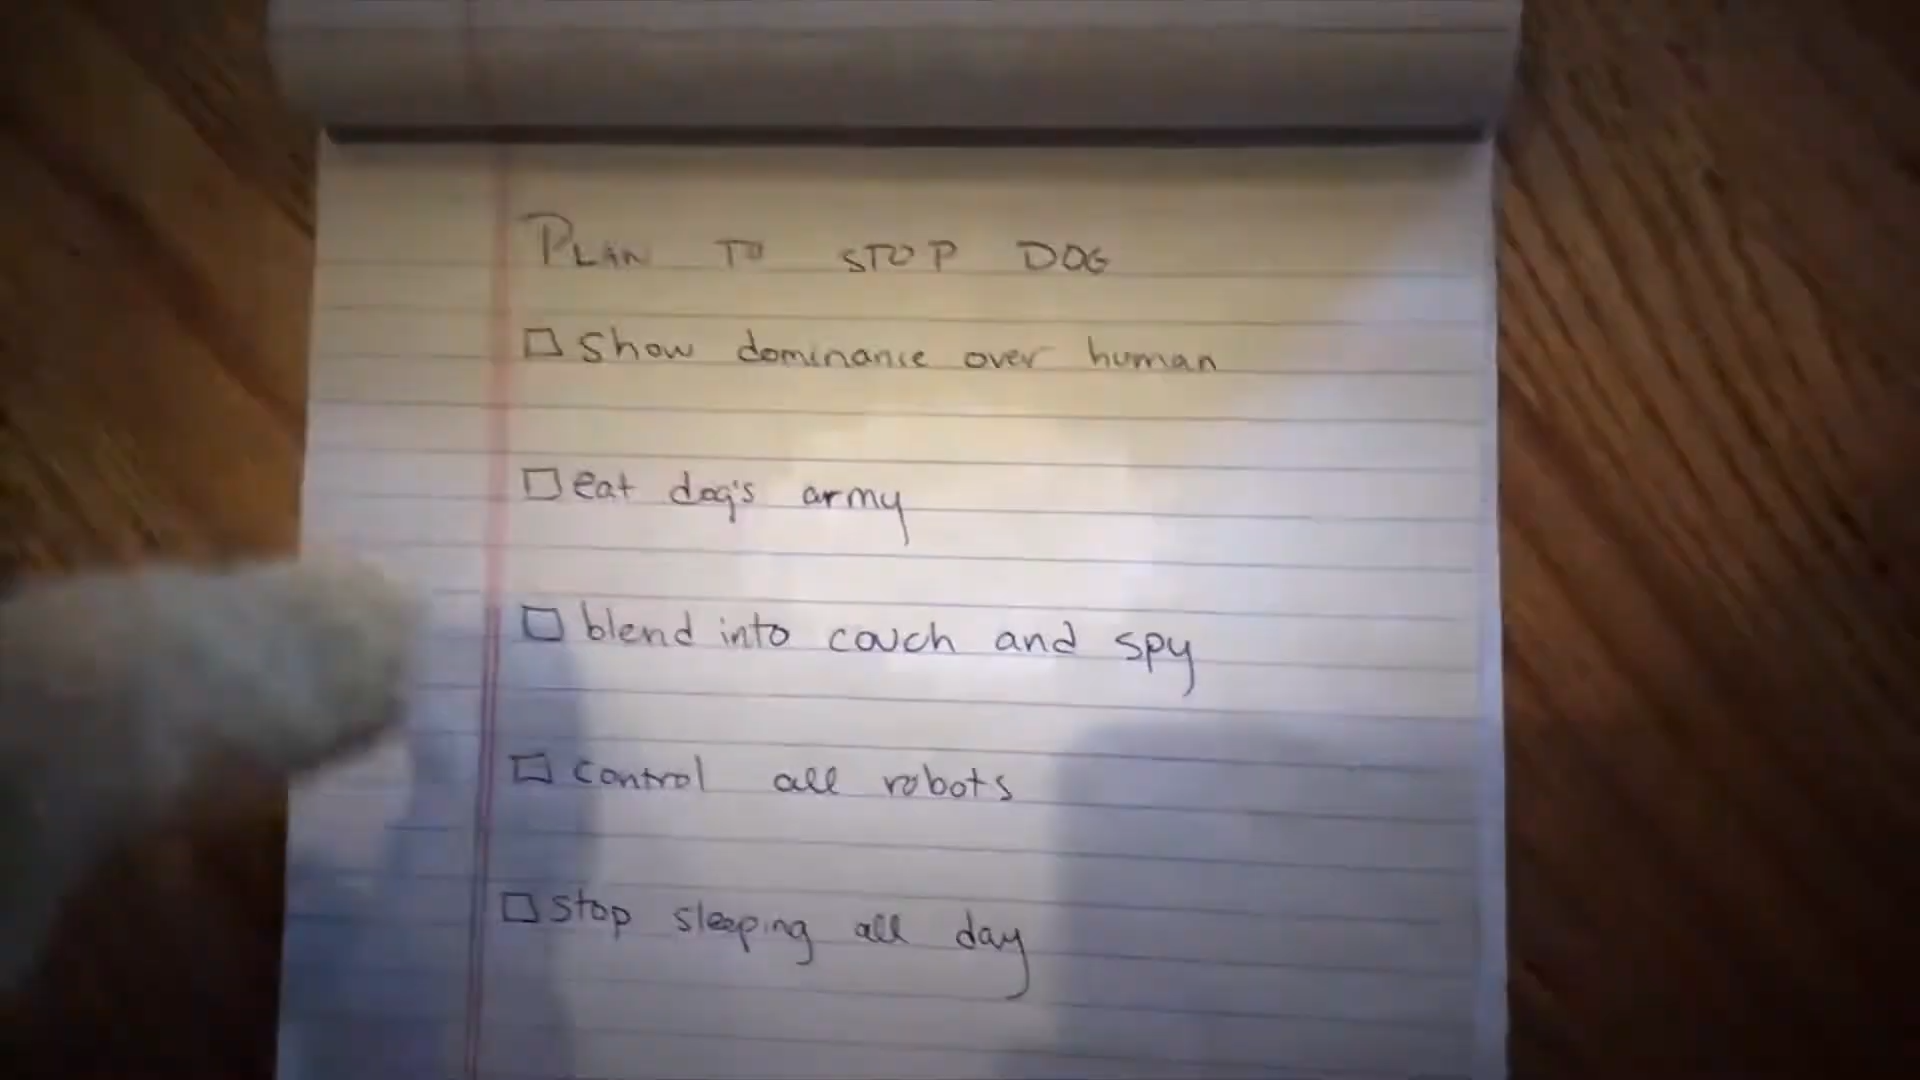 PLAN TO STOP DOG
show dominance over human
eat dog's army
blend into couch and spy
control all robots
stop sleeping all day